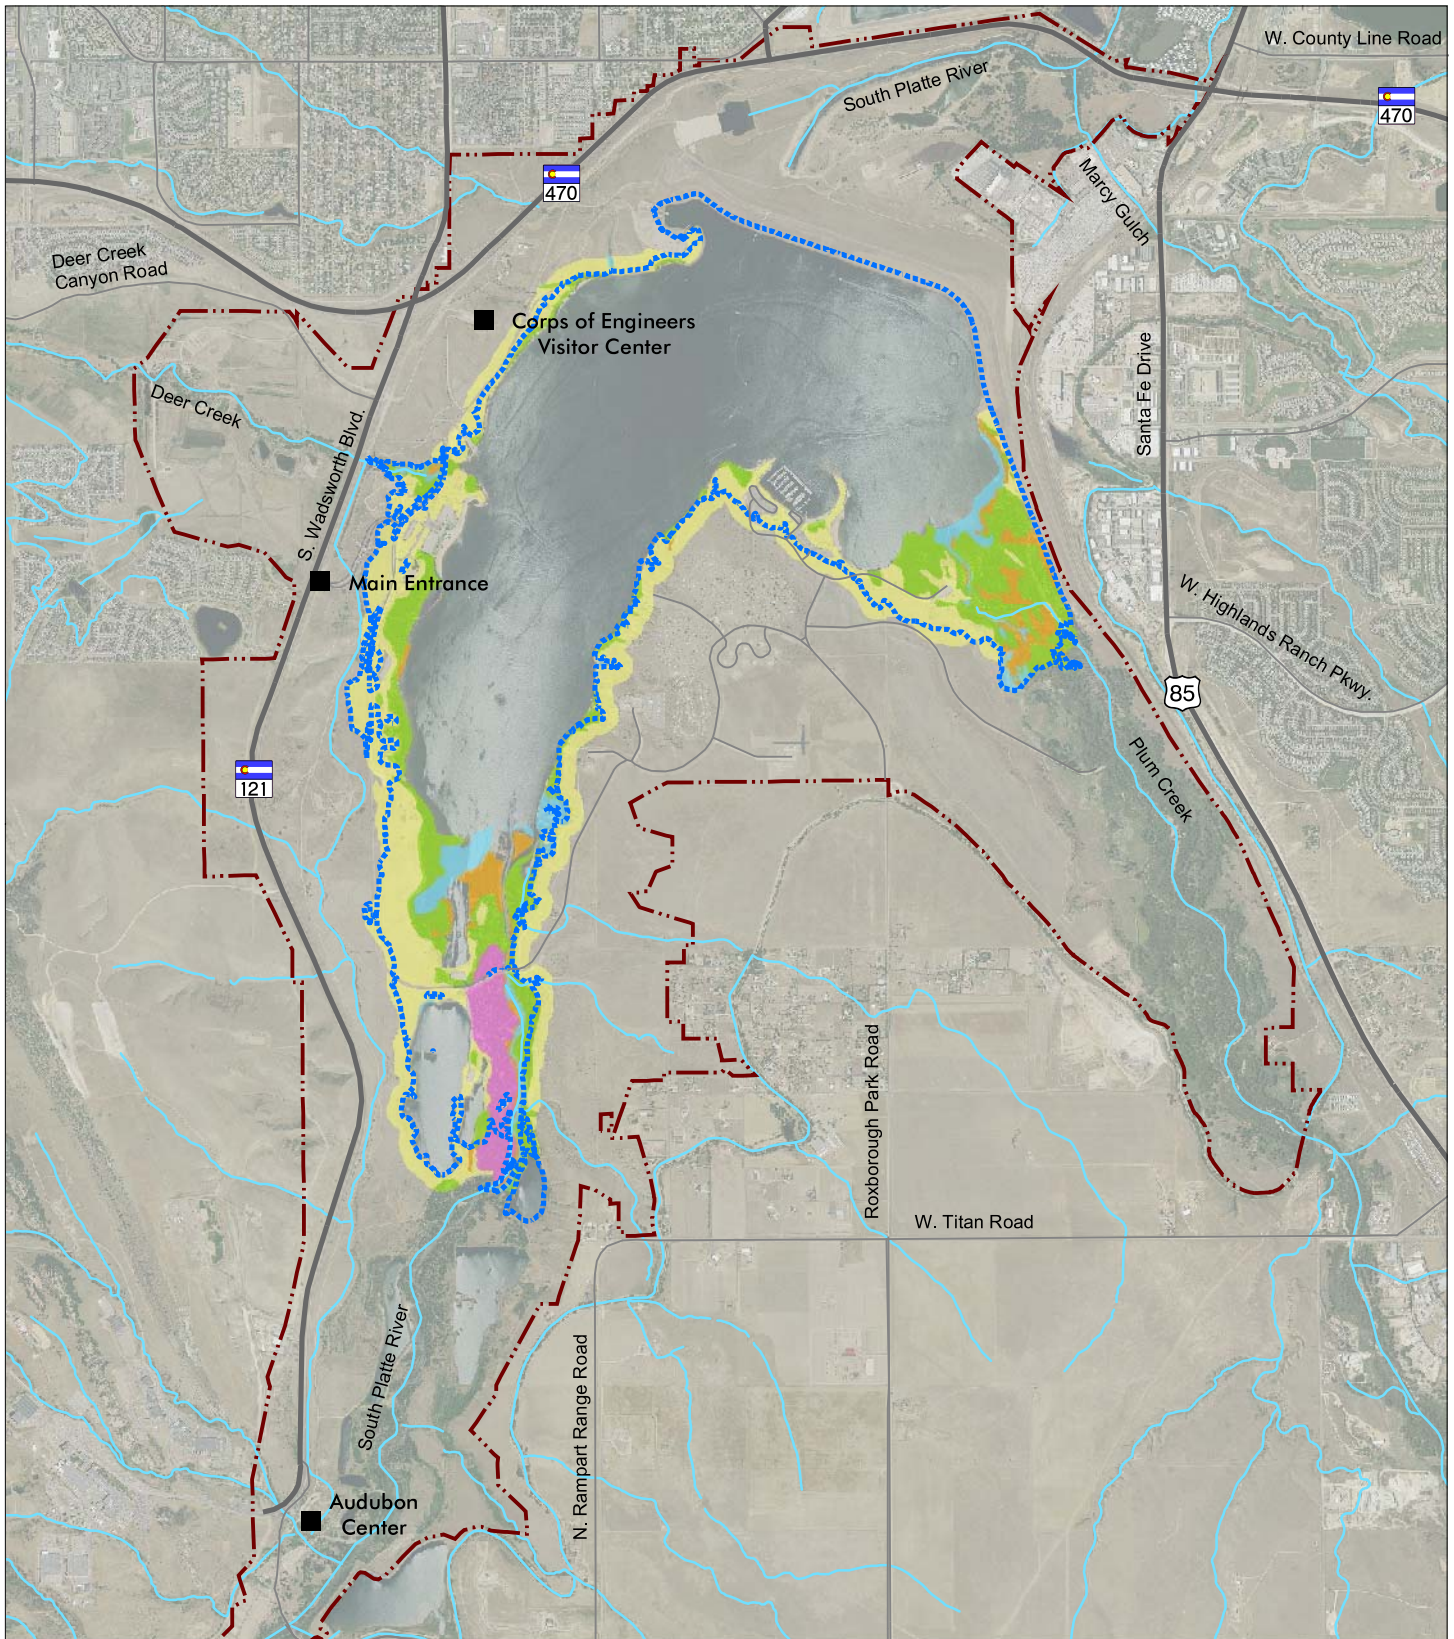 W. County Line Road
South Platte River
470
470
Marcy Gulch
Deer Creek
Canyon Road
Corps of Engineers
Visitor Center
Deer Creek
Santa Fe Drive
S. Wadsworth Blvd.
Main Entrance
W. Highlands Ranch Pkwy.
85
121
Plum Creek
Roxborough Park Road
W. Titan Road
South Platte River
N. Rampart Range Road
Audubon
Center